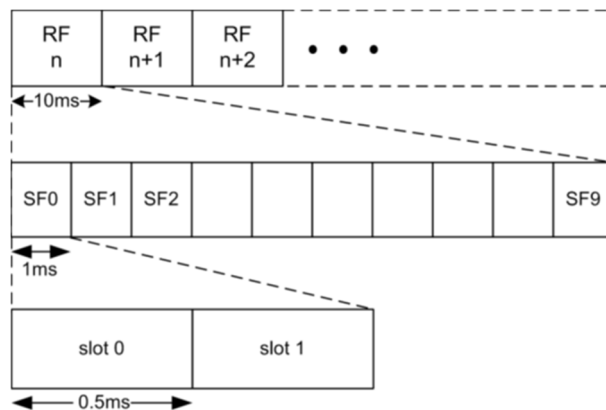 RF RF RF
n n+1 n+2
10ms
SF0 SF1 SF2 SF9
1ms
slot 0 slot 1
0.5ms